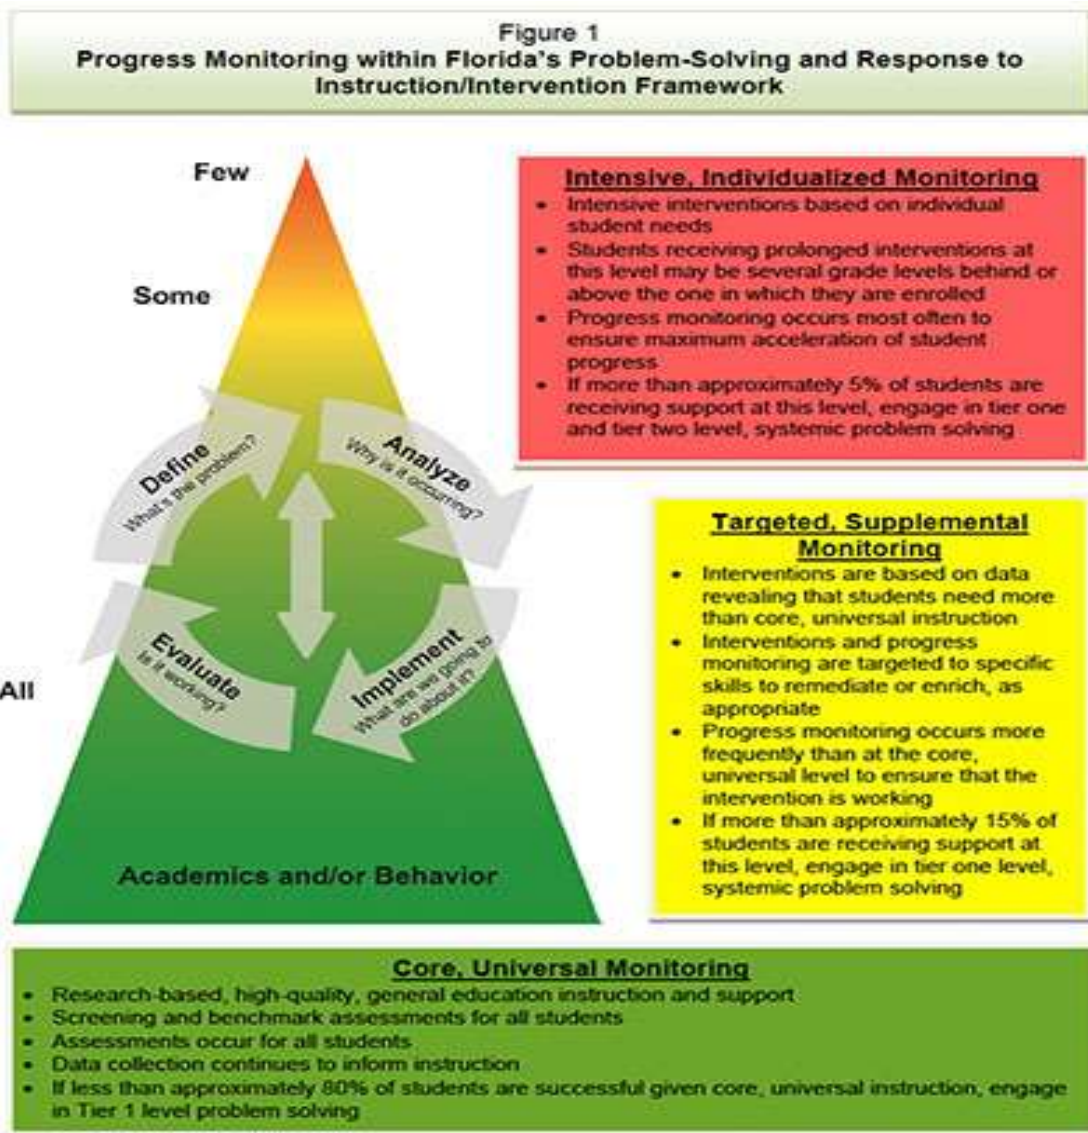 Figure 1
Progress Monitoring within Florida's Problem-Solving and Response to
Instruction/Intervention Framework
Few
Some
All
Define
What's the problem?
Analyze
Why is it occurring?
Implement
What are we going to
do about it?
Evaluate
Is it working?
Academics and/or Behavior
Intensive, Individualized Monitoring
• Intensive interventions based on individual
student needs
• Students receiving prolonged interventions at
this level may be several grade levels behind or
above the one in which they are enrolled
• Progress monitoring occurs most often to
ensure maximum acceleration of student
progress
• If more than approximately 5% of students are
receiving support at this level, engage in tier one
and tier two level, systemic problem solving
Targeted, Supplemental
Monitoring
• Interventions are based on data
revealing that students need more
than core, universal instruction
• Interventions and progress
monitoring are targeted to specific
skills to remediate or enrich, as
appropriate
• Progress monitoring occurs more
frequently than at the core,
universal level to ensure that the
intervention is working
• If more than approximately 15% of
students are receiving support at
this level, engage in tier one level,
systemic problem solving
Core, Universal Monitoring
• Research-based, high-quality, general education instruction and support
• Screening and benchmark assessments for all students
• Assessments occur for all students
• Data collection continues to inform instruction
• If less than approximately 80% of students are successful given core, universal instruction, engage
in Tier 1 level problem solving